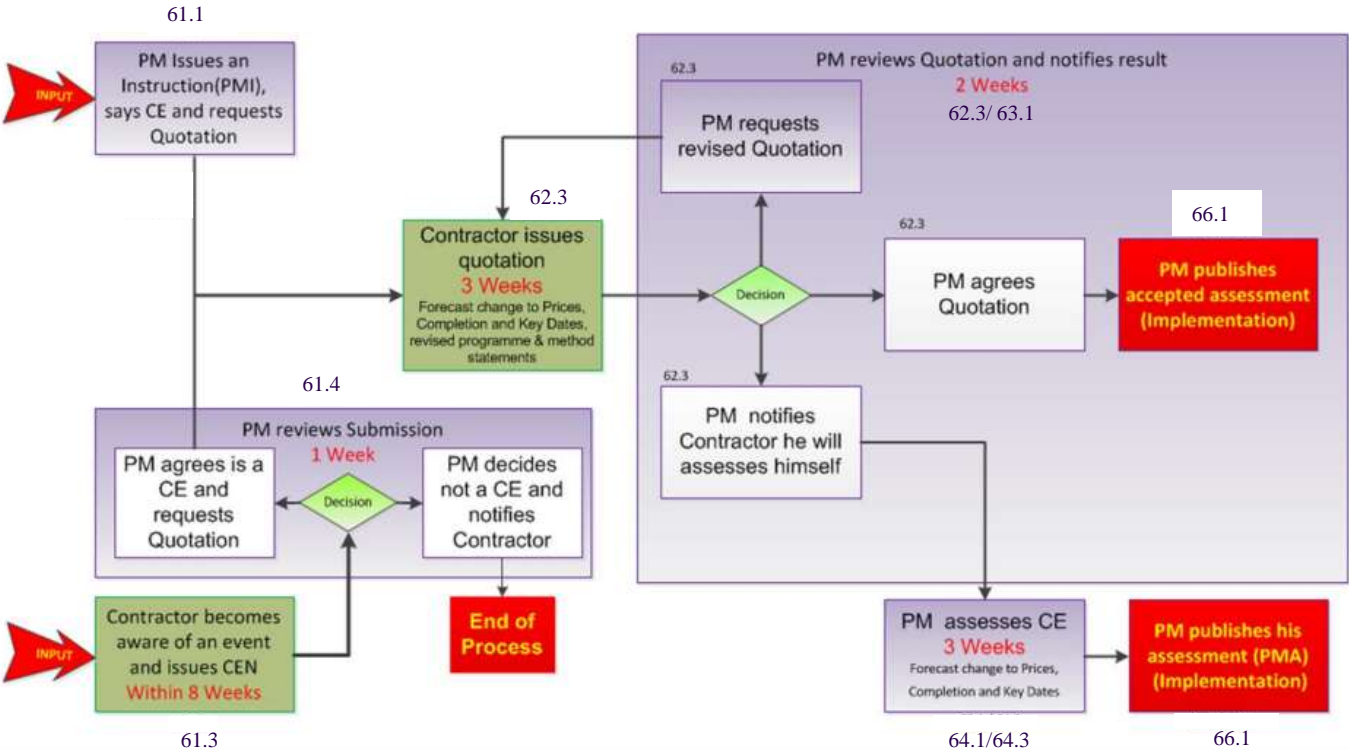 61.1
INPUT
PM Issues an
Instruction(PMI),
says CE and requests
Quotation
PM reviews Quotation and notifies result
2 Weeks
62.3/ 63.1
62.3
PM requests
revised Quotation
62.3
Contractor issues
quotation
3 Weeks
Forecast change to Prices,
Completion and Key Dates,
revised programme & method
statements
Decision
62.3
PM agrees
Quotation
66.1
PM publishes
accepted assessment
(Implementation)
62.3
PM notifies
Contractor he will
assesses himself
61.4
PM reviews Submission
1 Week
PM agrees is a
CE and
requests
Quotation
Decision
PM decides
not a CE and
notifies
Contractor
INPUT
Contractor becomes
aware of an event
and issues CEN
Within 8 Weeks
61.3
End of
Process
PM assesses CE
3 Weeks
Forecast change to Prices,
Completion and Key Dates
64.1/64.3
PM publishes his
assessment (PMA)
(Implementation)
66.1